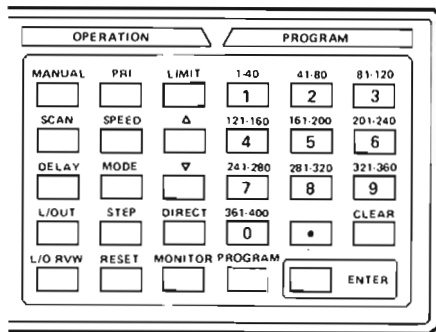 OPERATION PROGRAM
MANUAL PRI LIMIT 1-40 41-80 81-120
1 2 3
SCAN SPEED Δ 121-160 161-200 201-240
4 5 6
DELAY MODE ∇ 241-280 281-320 321-360
7 8 9
L/OUT STEP DIRECT 361-400 CLEAR
0 •
L/O RVW RESET MONITOR PROGRAM
ENTER